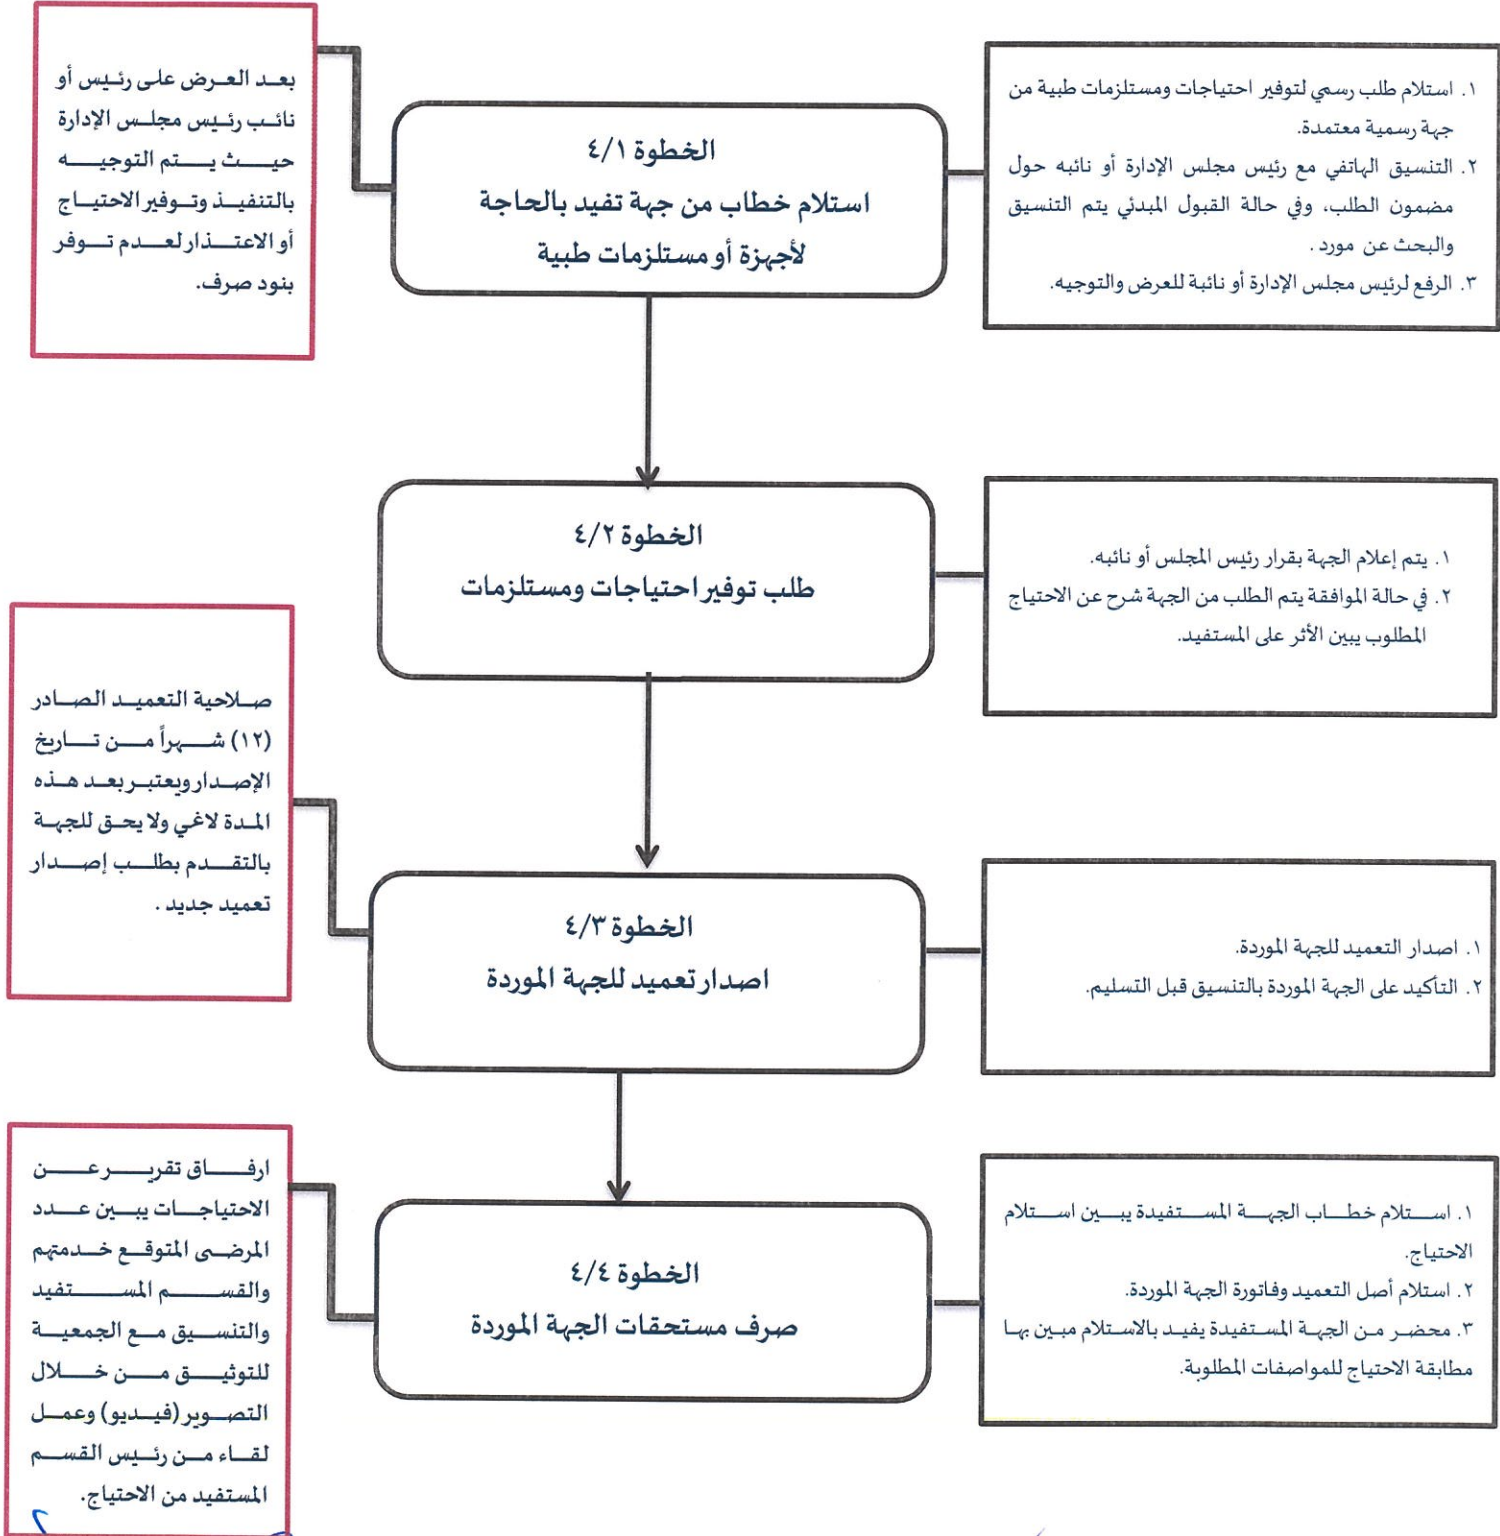 ١. استلام طلب رسمي لتوفير احتياجات ومستلزمات طبية من
جهة رسمية معتمدة.
٢. التنسيق الهاتفي مع رئيس مجلس الإدارة أو نائبه حول
مضمون الطلب، وفي حالة القبول المبدئي يتم التنسيق
والبحث عن مورد .
٣. الرفع لرئيس مجلس الإدارة أو نائبة للعرض والتوجيه.
الخطوة ٤/١
استلام خطاب من جهة تفيد بالحاجة
لأجهزة أو مستلزمات طبية
بعد العرض على رئيس أو
نائب رئيس مجلس الإدارة
حيث يتم التوجيه
بالتنفيذ وتوفير الاحتياج
أو الاعتذار لعدم توفر
بنود صرف.
١. يتم إعلام الجهة بقرار رئيس المجلس أو نائبه.
٢. في حالة الموافقة يتم الطلب من الجهة شرح عن الاحتياج
المطلوب يبين الأثر على المستفيد.
الخطوة ٤/٢
طلب توفير احتياجات ومستلزمات
١. اصدار التعميد للجهة الموردة.
٢. التأكيد على الجهة الموردة بالتنسيق قبل التسليم.
الخطوة ٤/٣
اصدار تعميد للجهة الموردة
صلاحية التعميد الصادر
(١٢) شهراً من تاريخ
الإصدار ويعتبر بعد هذه
المدة لاغي ولا يحق للجهة
بالتقدم بطلب إصدار
تعميد جديد .
١. استلام خطاب الجهة المستفيدة يبين استلام
الاحتياج.
٢. استلام أصل التعميد وفاتورة الجهة الموردة.
٣. محضر من الجهة المستفيدة يفيد بالاستلام مبين بها
مطابقة الاحتياج للمواصفات المطلوبة.
الخطوة ٤/٤
صرف مستحقات الجهة الموردة
ارفاق تقرير عن
الاحتياجات يبين عدد
المرضى المتوقع خدمتهم
والقسم المستفيد
والتنسيق مع الجمعية
للتوثيق من خلال
التصوير (فيديو) وعمل
لقاء من رئيس القسم
المستفيد من الاحتياج.